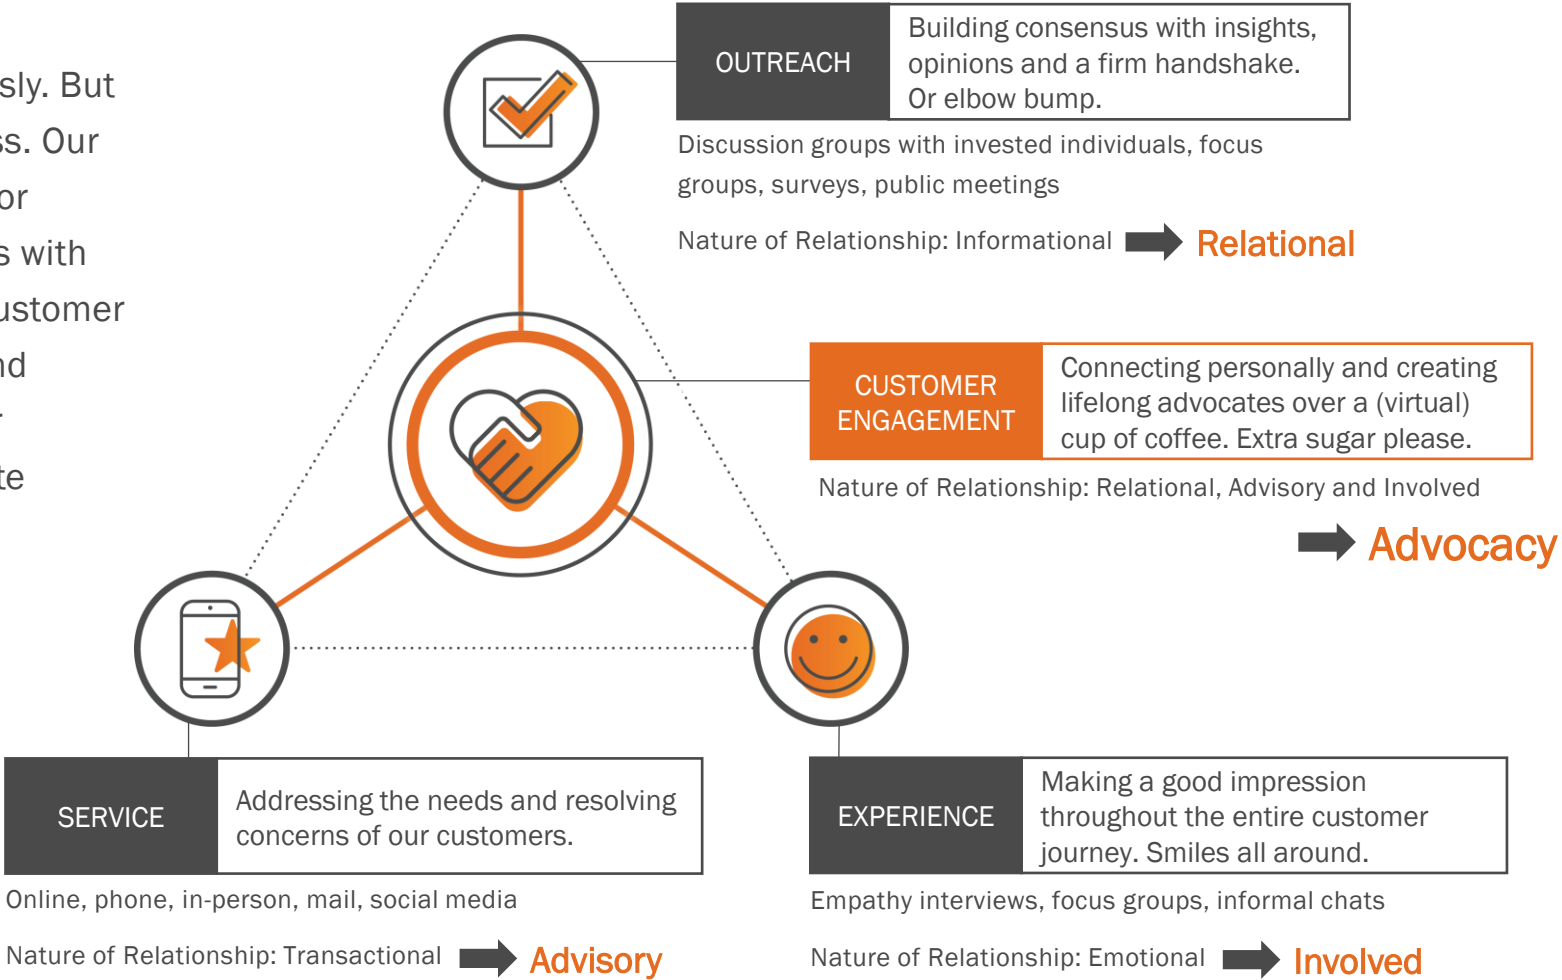 sly. But
ss. Our
or
s with
ustomer
nd
r
te
OUTREACH
Building consensus with insights,
opinions and a firm handshake.
Or elbow bump.
Discussion groups with invested individuals, focus
groups, surveys, public meetings
Nature of Relationship: Informational Relational
CUSTOMER
ENGAGEMENT
Connecting personally and creating
lifelong advocates over a (virtual)
cup of coffee. Extra sugar please.
Nature of Relationship: Relational, Advisory and Involved
Advocacy
SERVICE
Addressing the needs and resolving
concerns of our customers.
Online, phone, in-person, mail, social media
Nature of Relationship: Transactional Advisory
EXPERIENCE
Making a good impression
throughout the entire customer
journey. Smiles all around.
Empathy interviews, focus groups, informal chats
Nature of Relationship: Emotional Involved